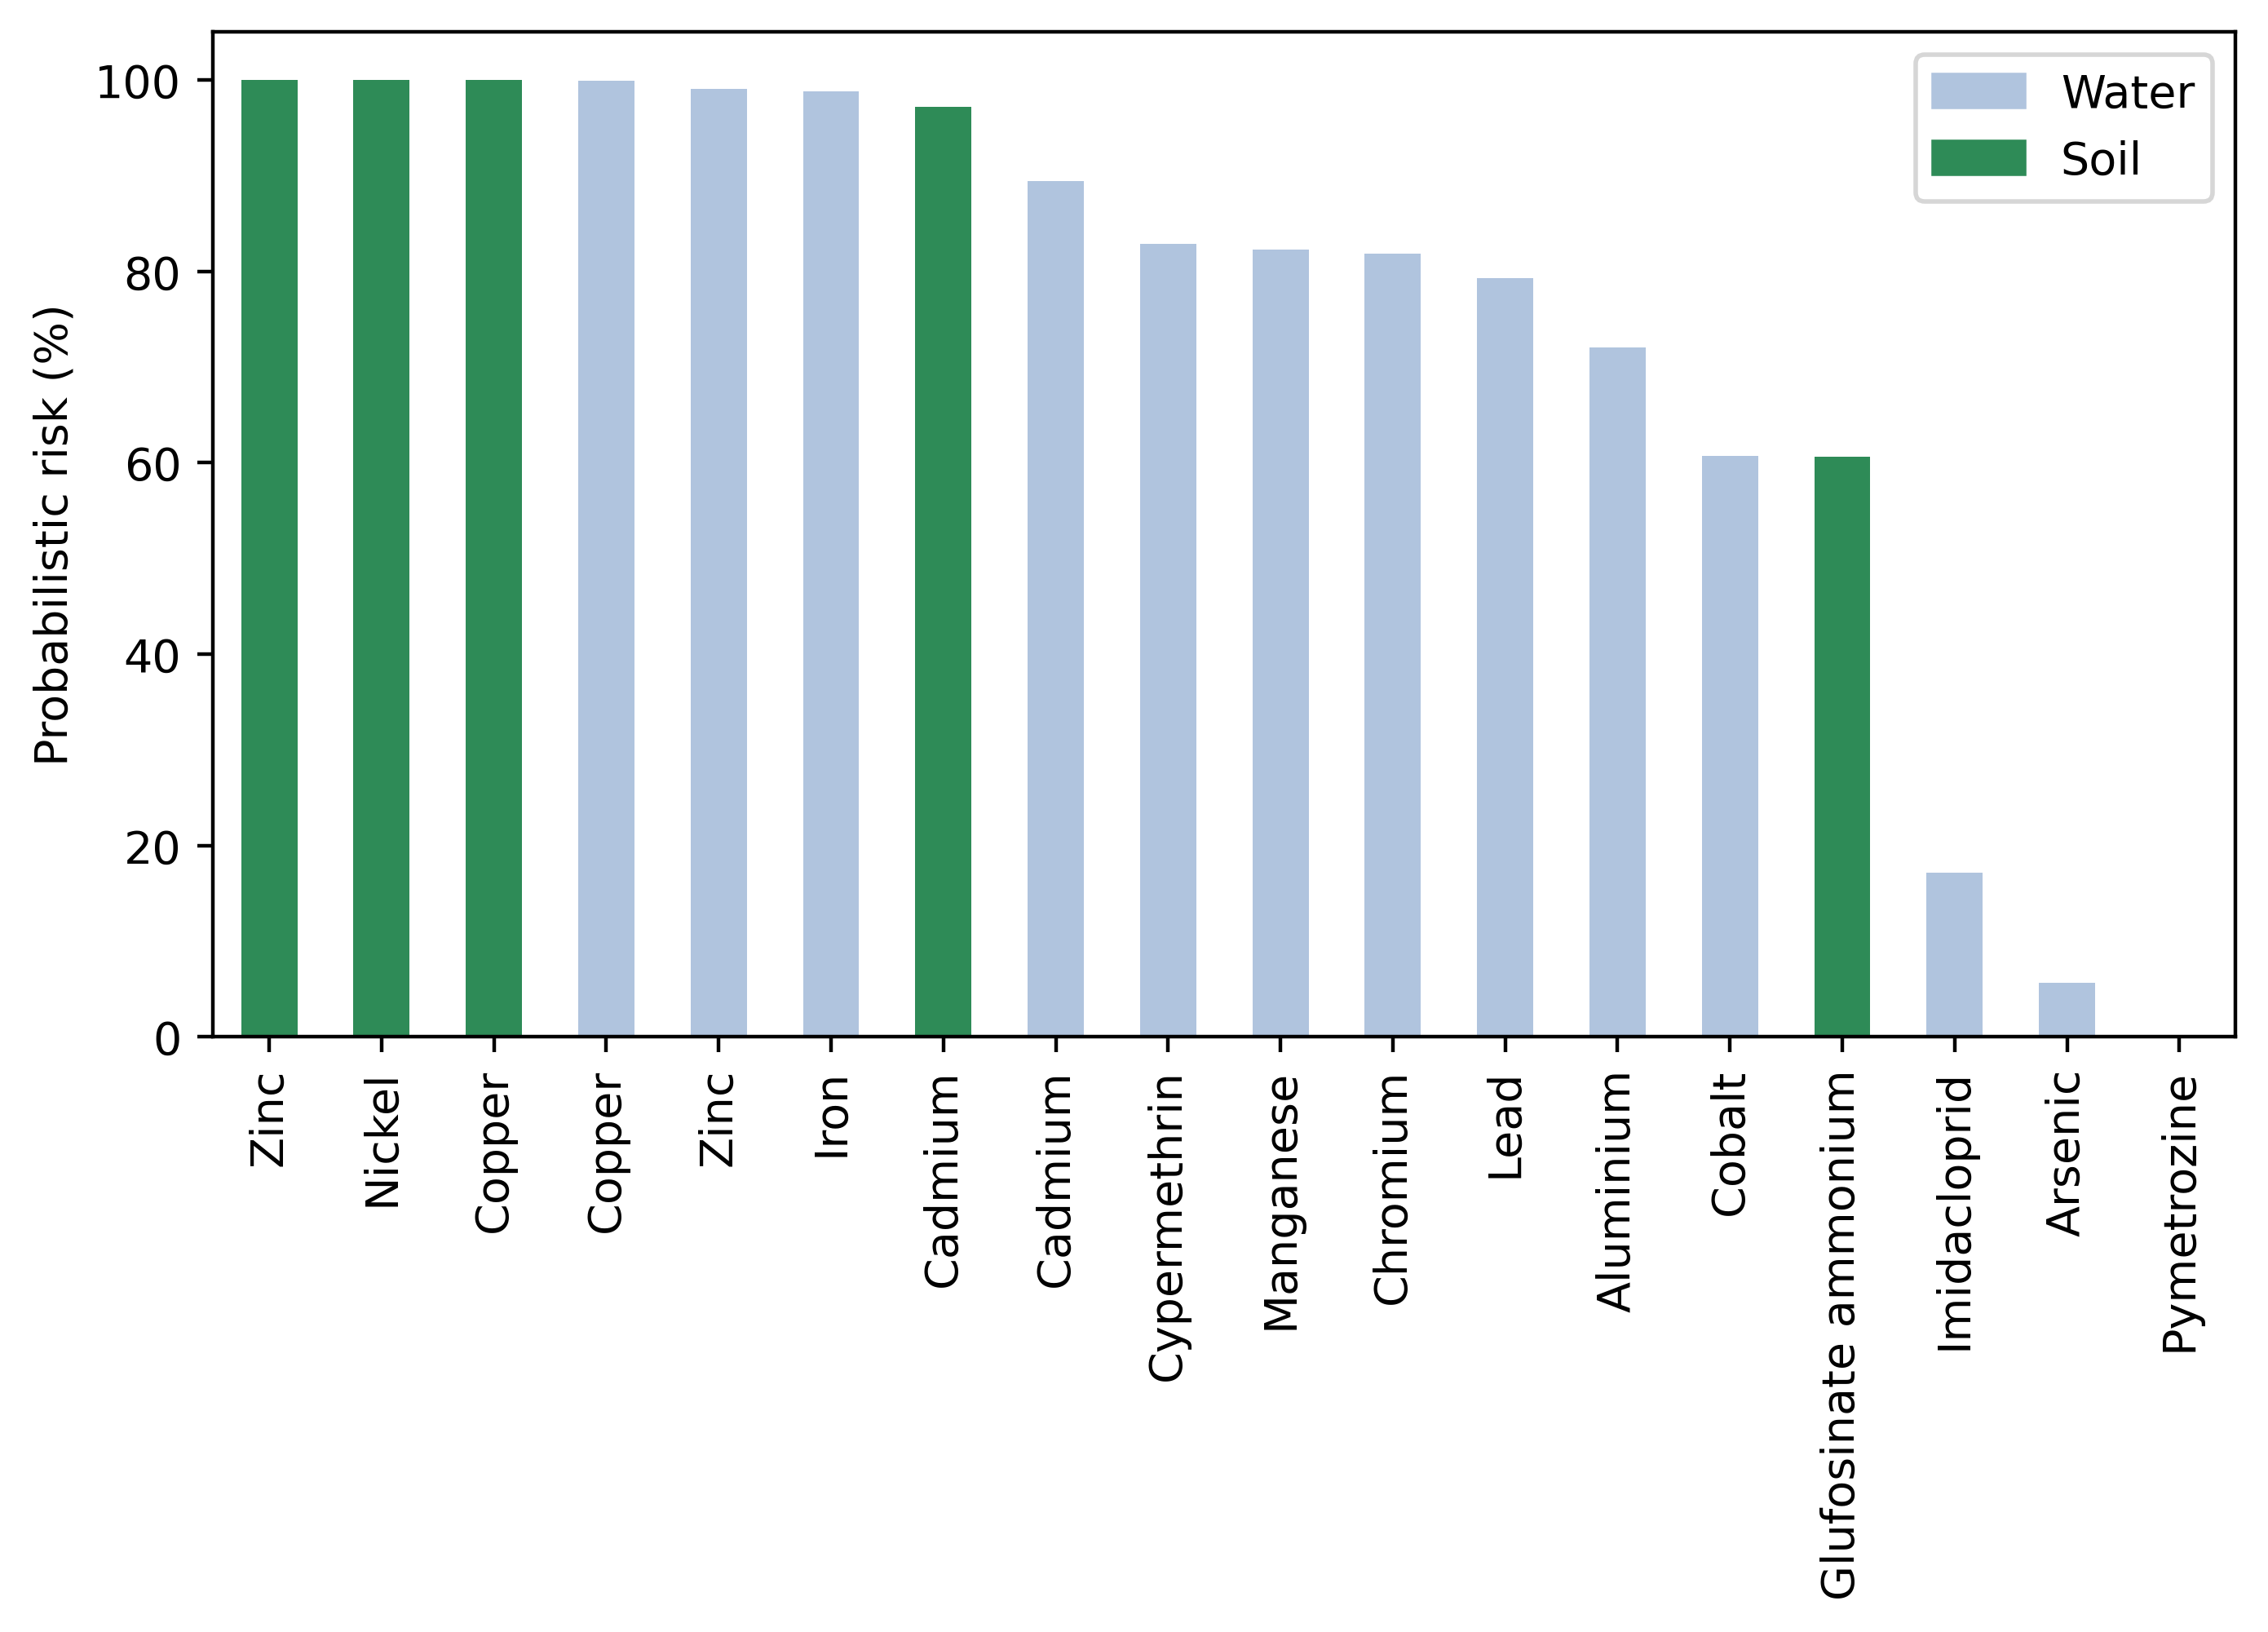 Water
Soil
Probabilistic risk (%)
100
80
60
40
20
0
Zinc
Nickel
Copper
Copper
Zinc
Iron
Cadmium
Cadmium
Cypermethrin
Manganese
Chromium
Lead
Aluminium
Cobalt
Glufosinate ammonium
Imidacloprid
Arsenic
Pymetrozine